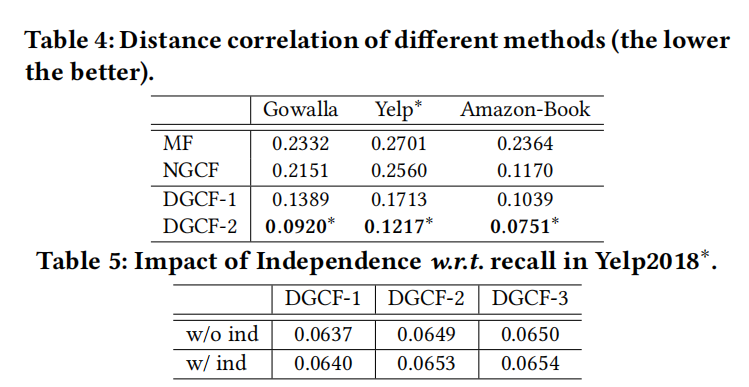 Table 4: Distance correlation of different methods (the lower
the better).
Gowalla Yelp* Amazon-Book
MF 0.2332 0.2701 0.2364
NGCF 0.2151 0.2560 0.1170
DGCF-1 0.1389 0.1713 0.1039
DGCF-2 0.0920* 0.1217* 0.0751*
Table 5: Impact of Independence w.r.t. recall in Yelp2018*.
DGCF-1 DGCF-2 DGCF-3
w/o ind 0.0637 0.0649 0.0650
w/ ind 0.0640 0.0653 0.0654